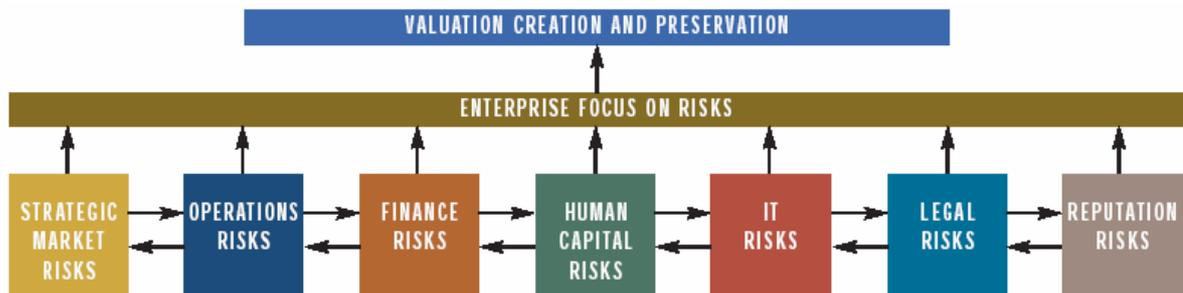 VALUATION CREATION AND PRESERVATION
ENTERPRISE FOCUS ON RISKS
STRATEGIC
MARKET
RISKS
OPERATIONS
RISKS
FINANCE
RISKS
HUMAN
CAPITAL
RISKS
IT
RISKS
LEGAL
RISKS
REPUTATION
RISKS